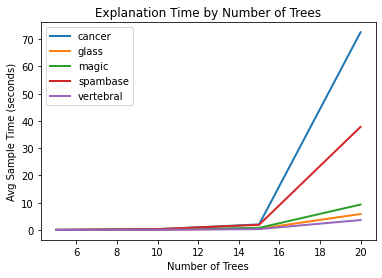 Explanation Time by Number of Trees
cancer
glass
magic
spambase
vertebral
Avg Sample Time (seconds)
70
60
50
40
30
20
10
0
6 8 10 12 14 16 18 20
Number of Trees